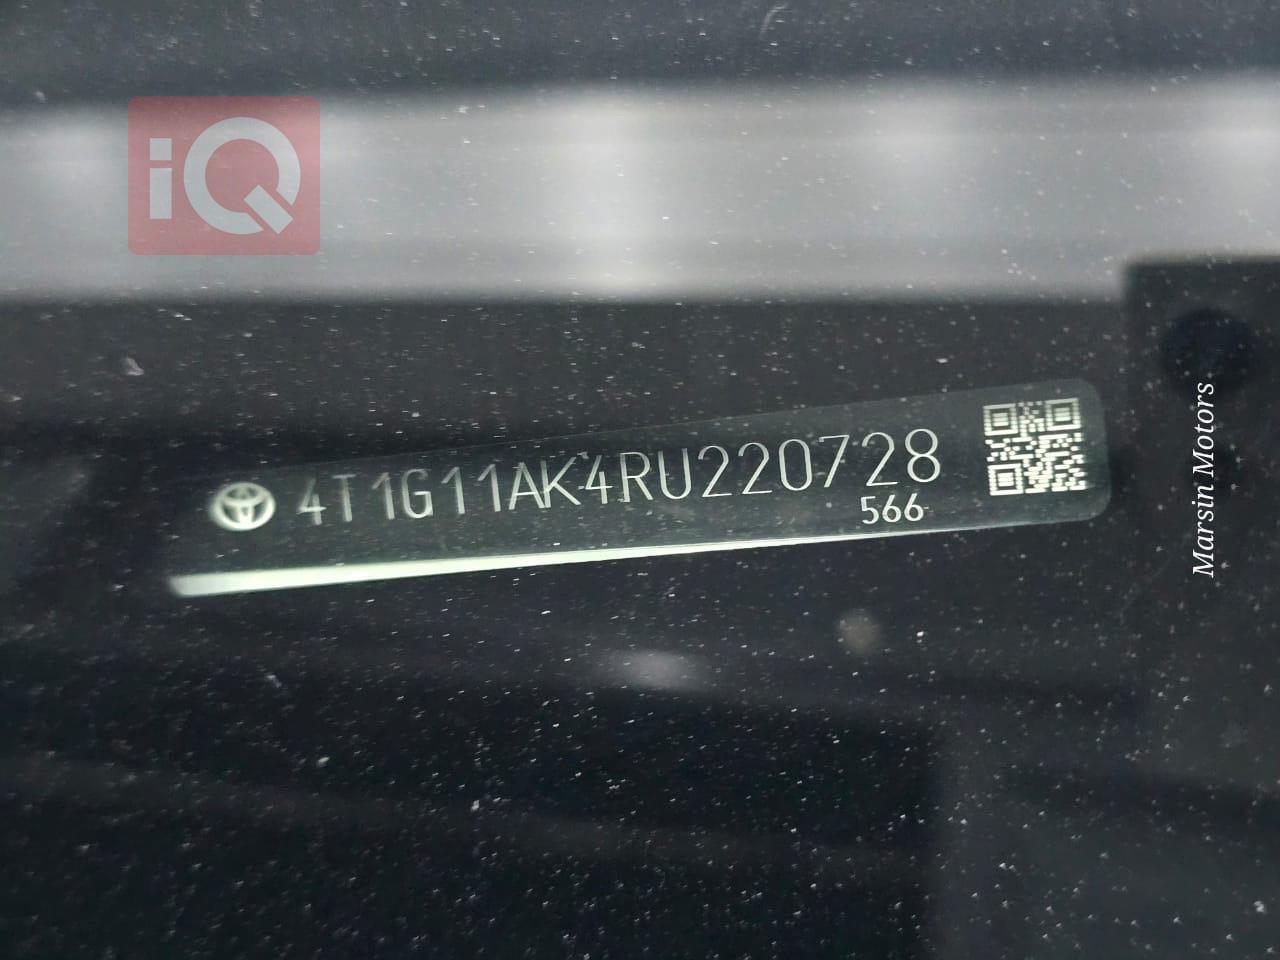 iQ
4T1G11AK4RU220728
566
Marsin Motors